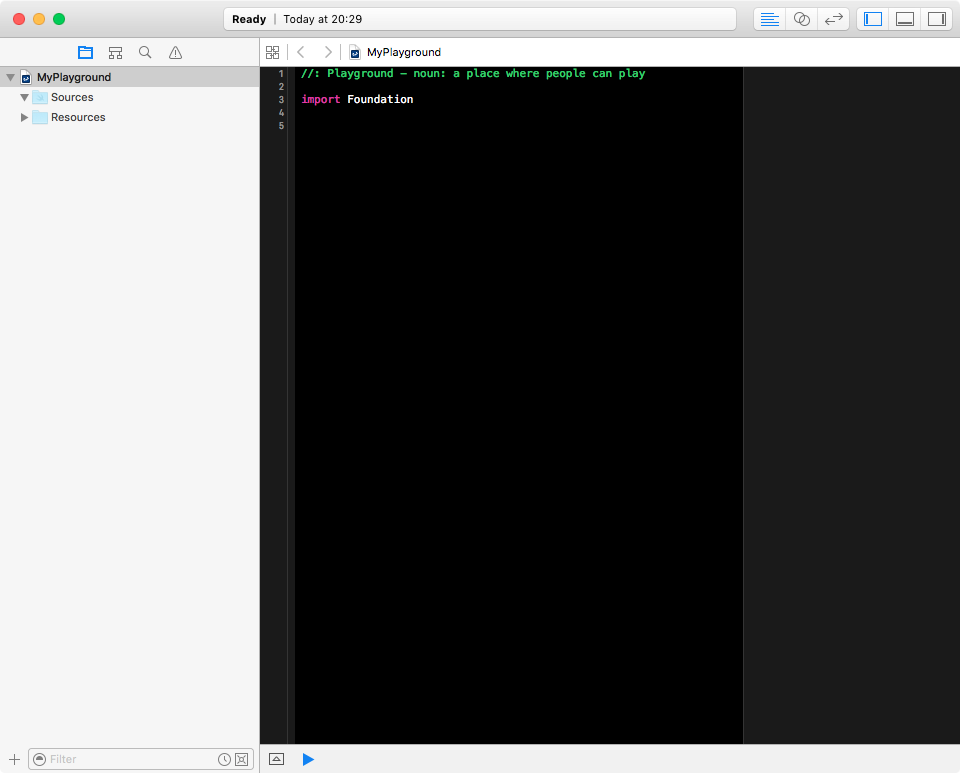 Ready | Today at 20:29
MyPlayground
MyPlayground
Sources
Resources
1 //: Playground – noun: a place where people can play
2
3 import Foundation
4
5
Filter